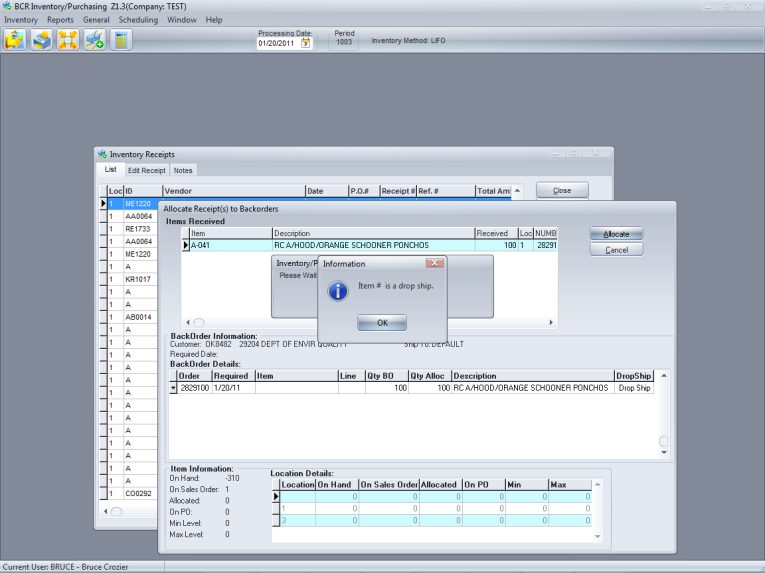 BCR Inventory/Purchasing Z1.3(Company: TEST)
Inventory Reports General Scheduling Window Help
Processing Date: Period
01/20/2011 1003 Inventory Method: LIFO
Inventory Receipts
List Edit Receipt Notes
Loc ID Vendor Date P.O.# Receipt # Ref. # Total Am Close
1 ME1220
1 AA0064
1 RE1733
1 AA0064
1 ME1220
1 A
1 KR1017
1 A
1 A
1 AB0014
1 A
1 A
1 A
1 A
1 A
1 A
1 A
1 A
1 A
1 A
1 A
1 A
1 A
1 CO0292
Allocate Receipt(s) to Backorders
Items Received
Item Description Received Loc NUMB
A-041 RC A/HOOD/ORANGE SCHOONER PONCHOS 100 1 28291
Allocate
Cancel
Inventory/P
Please Wait
Information
Item # is a drop ship.
OK
BackOrder Information:
Customer: OK8482 29204 DEPT OF ENVIR QUALITY Ship To: DEFAULT
Required Date:
BackOrder Details:
Order Required Item Line Qty BO Qty Alloc Description DropShip
2829100 1/20/11 100 100 RC A/HOOD/ORANGE SCHOONER PONCHOS Drop Ship
Item Information:
On Hand: -310
On Sales Order: 1
Allocated: 0
On PO: 0
Min Level: 0
Max Level: 0
Location Details:
Location On Hand On Sales Order Allocated On PO Min Max
0 0 0 0 0 0
1 0 0 0 0 0 0
3 0 0 0 0 0 0
Current User: BRUCE - Bruce Crozier